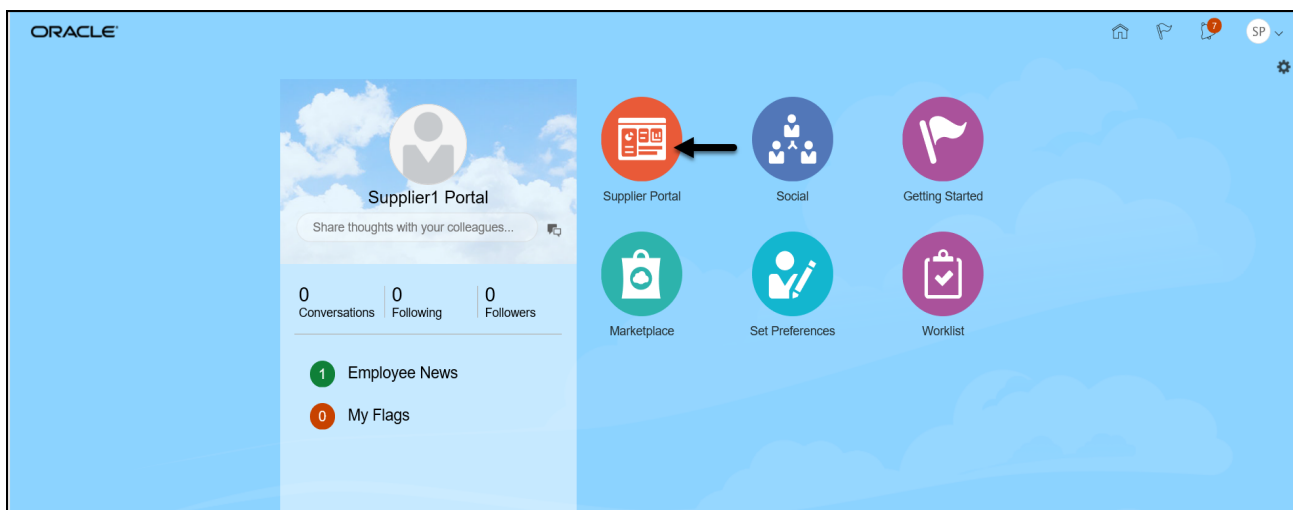 ORACLE
7
SP
Supplier1 Portal
Share thoughts with your colleagues...
0
Conversations
0
Following
0
Followers
1 Employee News
0 My Flags
Supplier Portal
Social
Getting Started
Marketplace
Set Preferences
Worklist